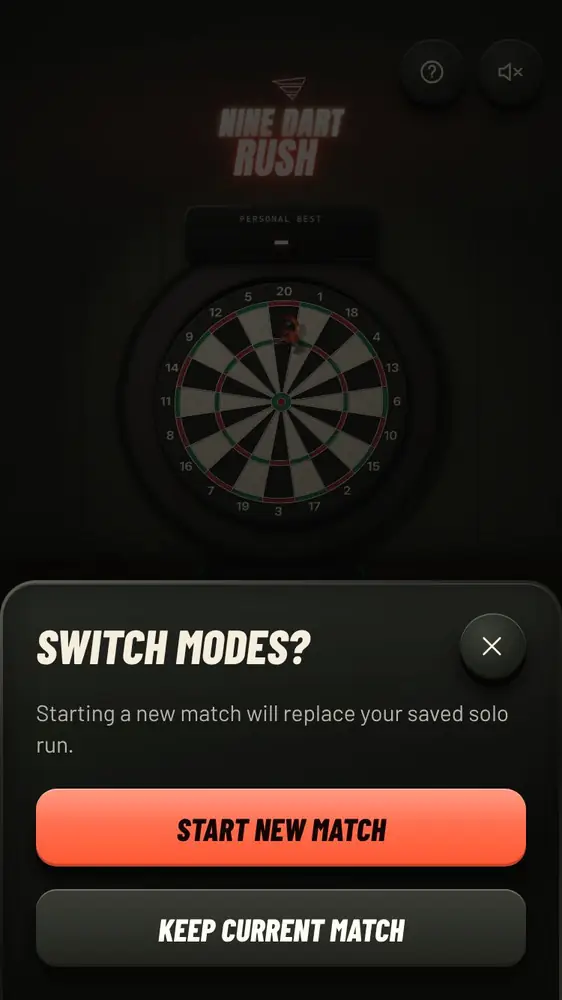 NINE DART
RUSH
PERSONAL BEST
5 20 1
12 18
9 4
14 13
11 6
8 10
16 15
7 2
19 3 17
SWITCH MODES?
Starting a new match will replace your saved solo
run.
START NEW MATCH
KEEP CURRENT MATCH